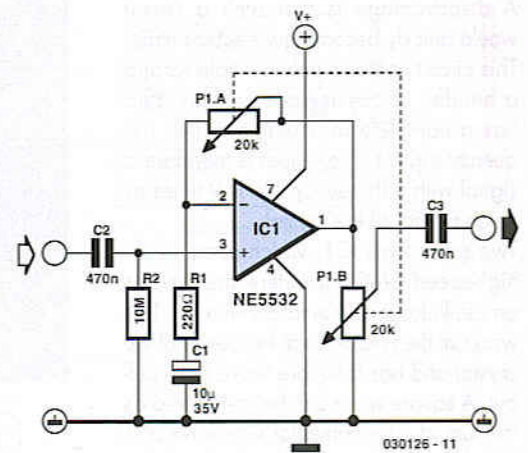 V+
P1.A
20k
2
7
1
IC1
3
4
NE5532
C2
470n
R2
10M
R1
220Ω
C1
10µ
35V
P1.B
20k
C3
470n
030126 - 11